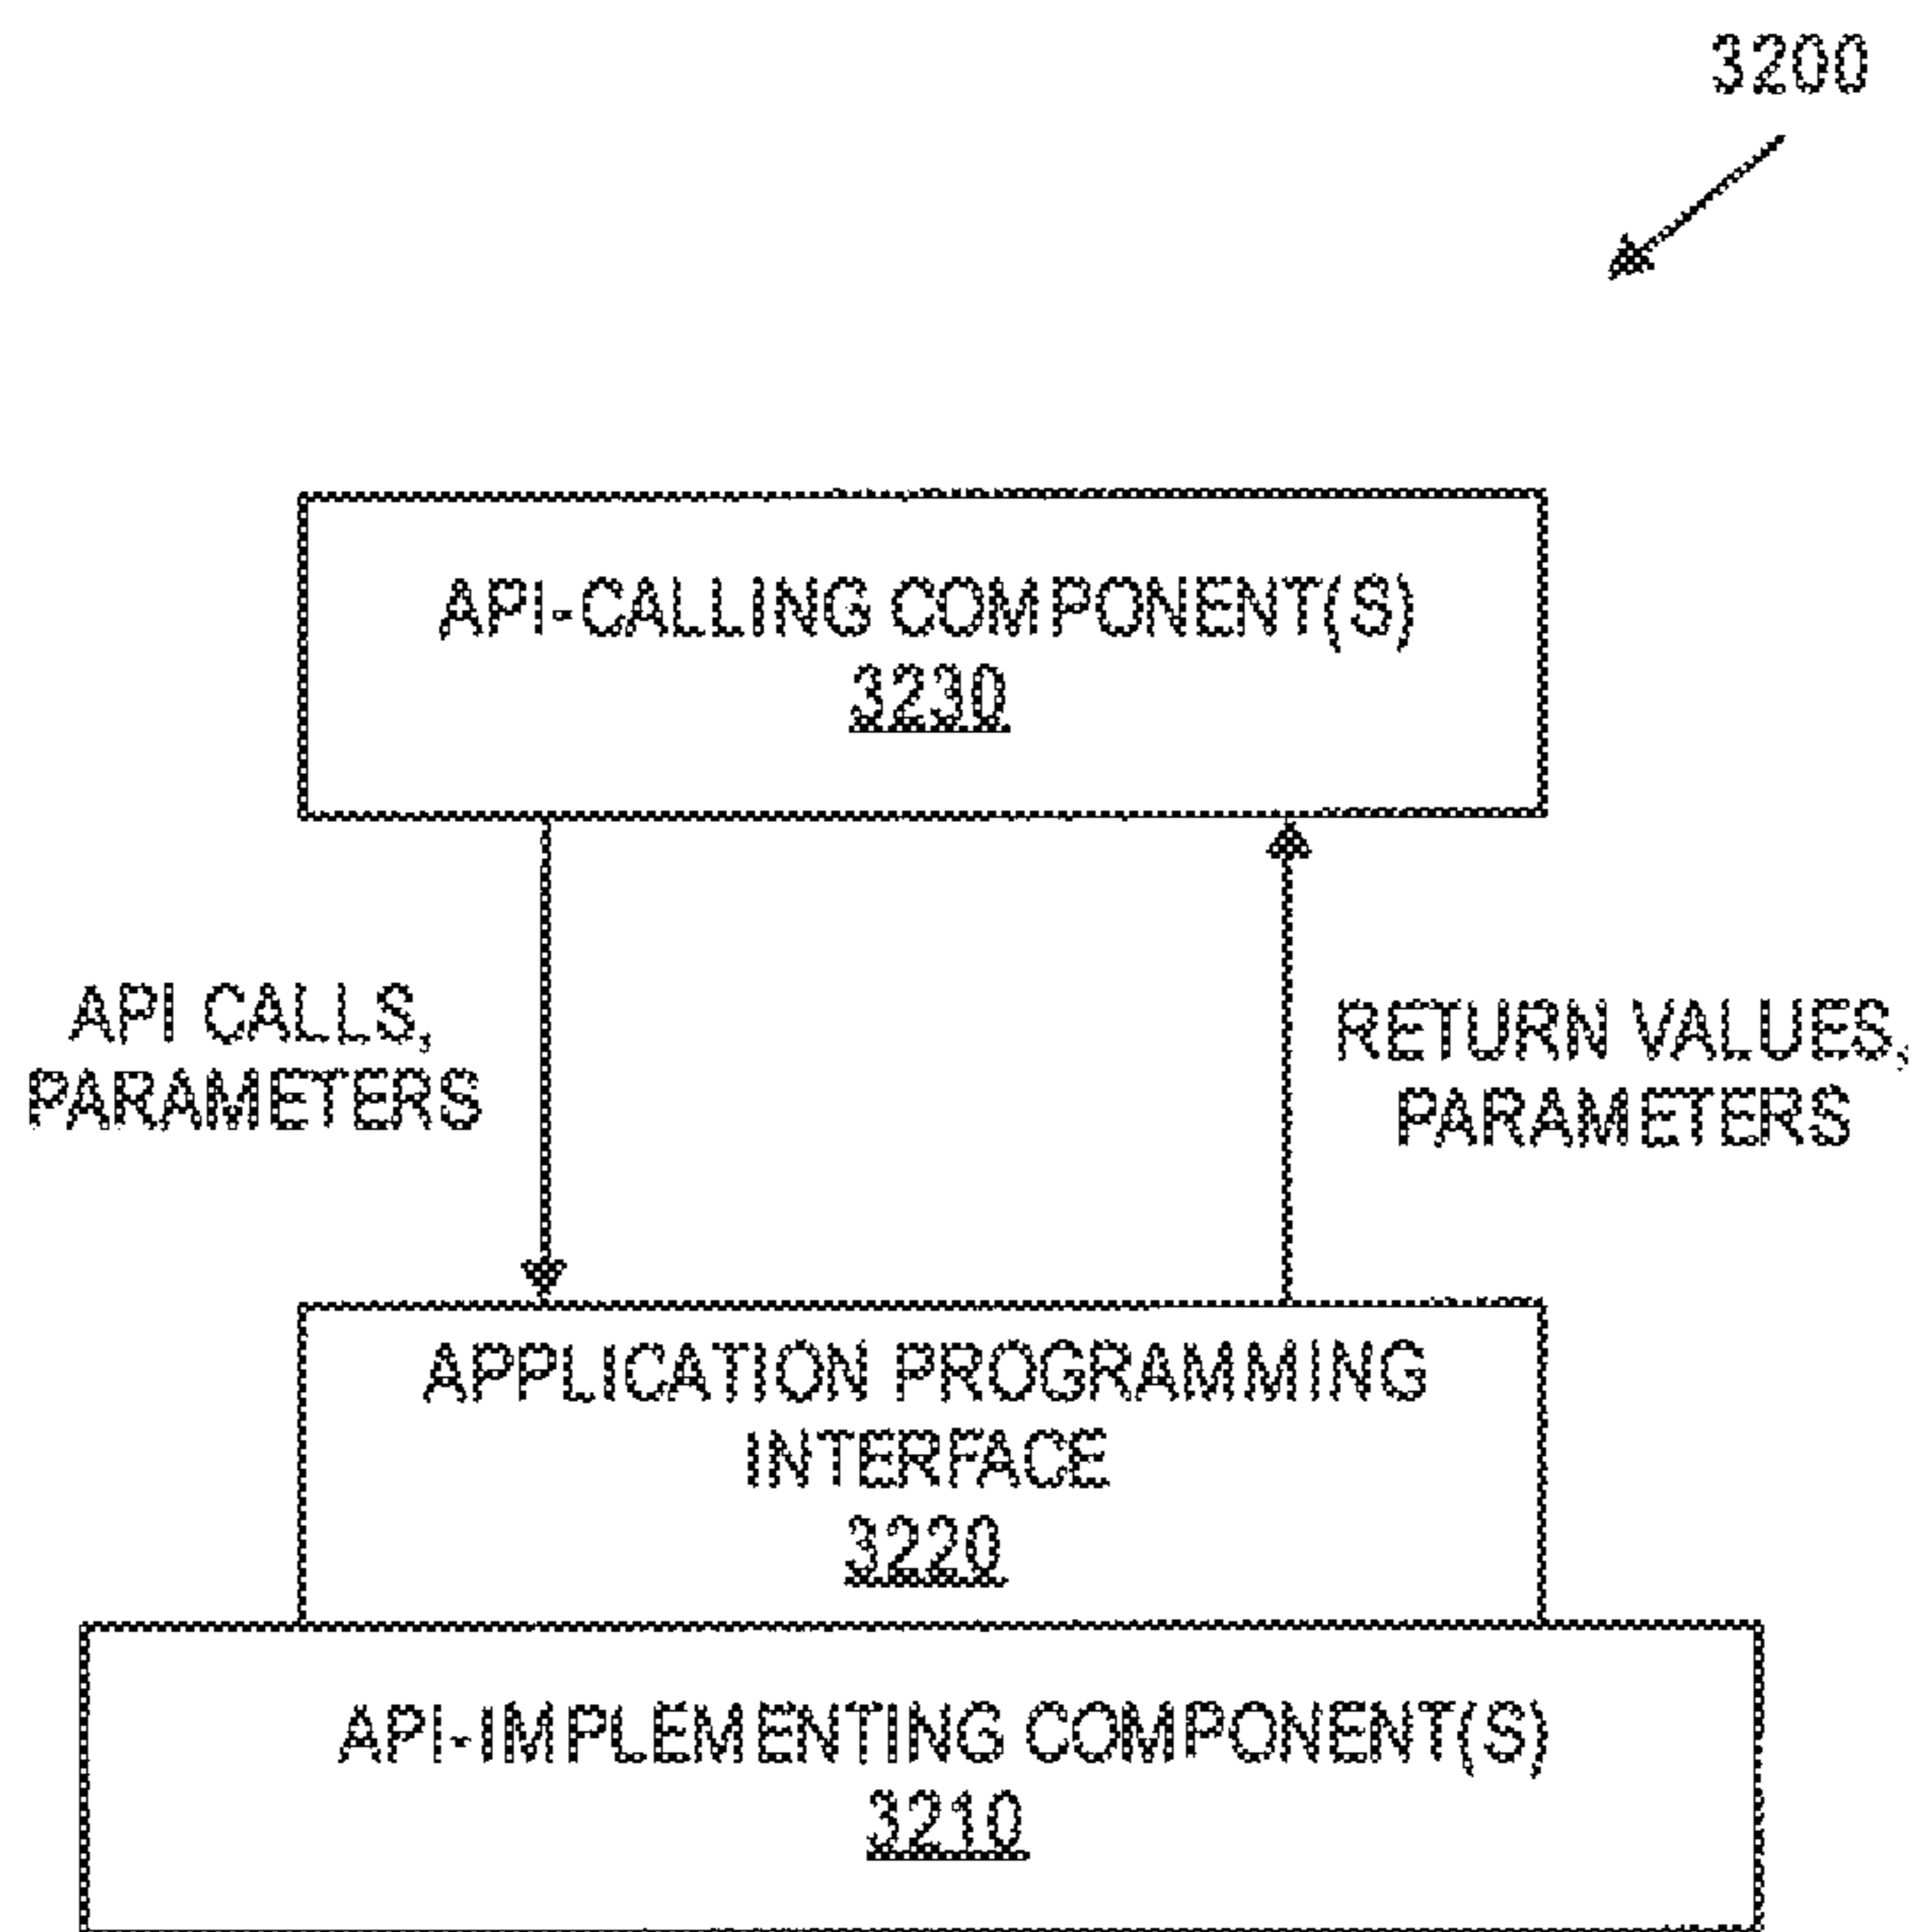 3200
API-CALLING COMPONENT(S)
3230
API CALLS,
PARAMETERS
RETURN VALUES,
PARAMETERS
APPLICATION PROGRAMMING
INTERFACE
3220
API-IMPLEMENTING COMPONENT(S)
3210